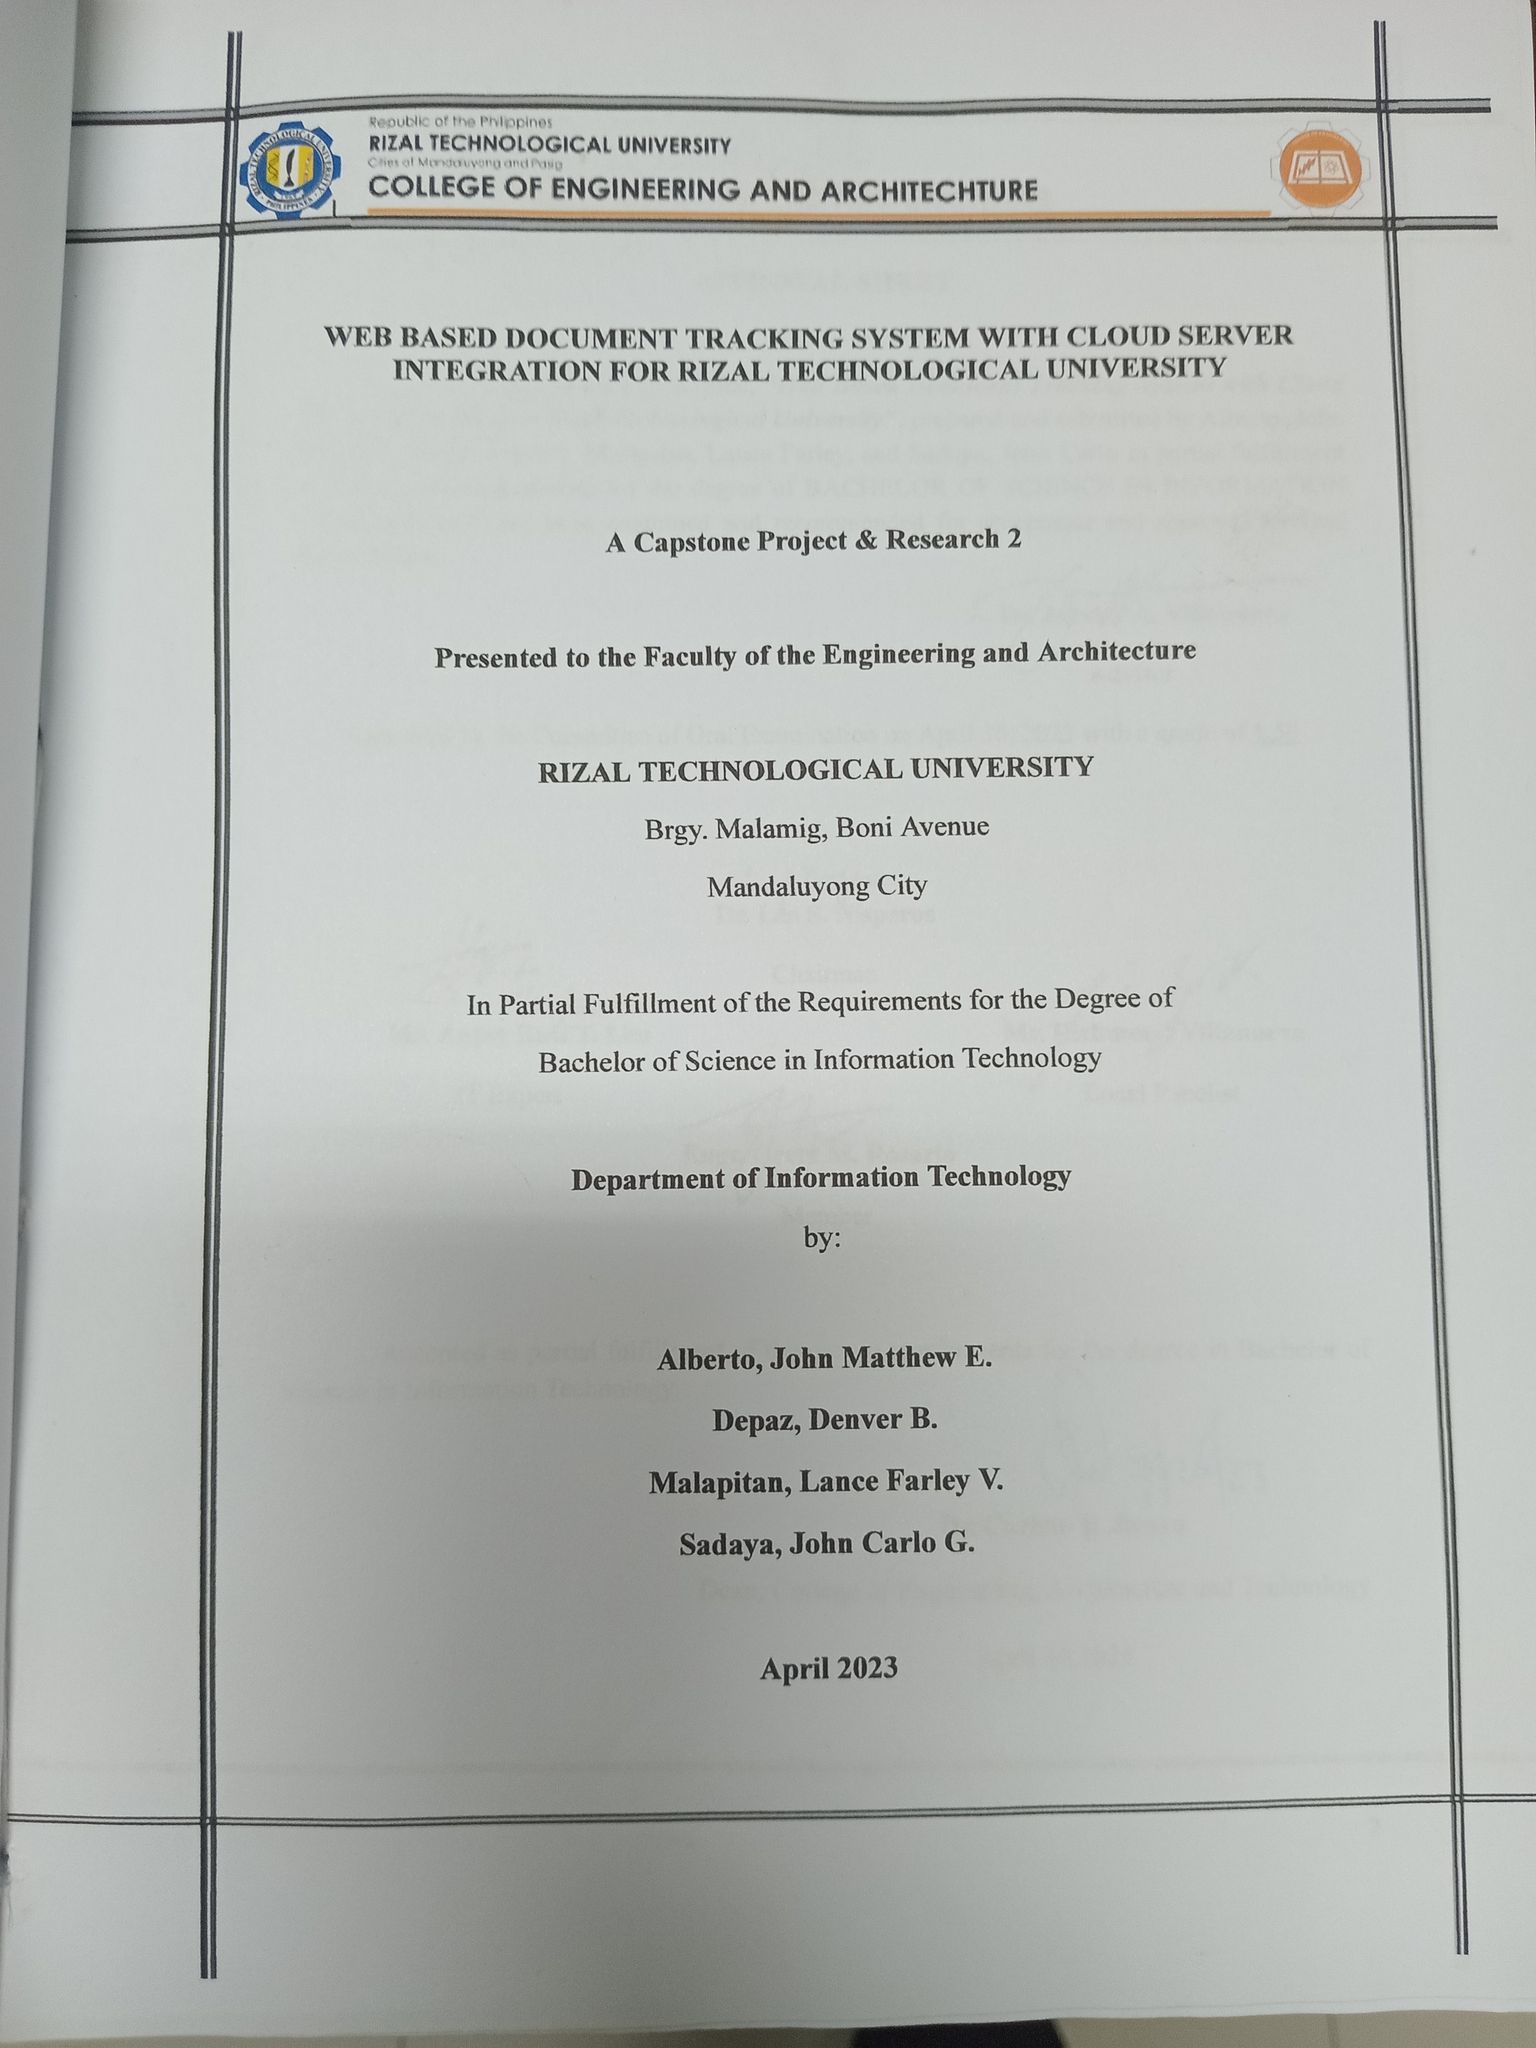 Republic of the Philippines
RIZAL TECHNOLOGICAL UNIVERSITY
Cities of Mandaluyong and Pasig
COLLEGE OF ENGINEERING AND ARCHITECHTURE
RIZAL TECHNOLOGICAL UNIVERSITY
PHILIPPINES
WEB BASED DOCUMENT TRACKING SYSTEM WITH CLOUD SERVER
INTEGRATION FOR RIZAL TECHNOLOGICAL UNIVERSITY
A Capstone Project & Research 2
Presented to the Faculty of the Engineering and Architecture
RIZAL TECHNOLOGICAL UNIVERSITY
Brgy. Malamig, Boni Avenue
Mandaluyong City
In Partial Fulfillment of the Requirements for the Degree of
Bachelor of Science in Information Technology
Department of Information Technology
by:
Alberto, John Matthew E.
Depaz, Denver B.
Malapitan, Lance Farley V.
Sadaya, John Carlo G.
April 2023